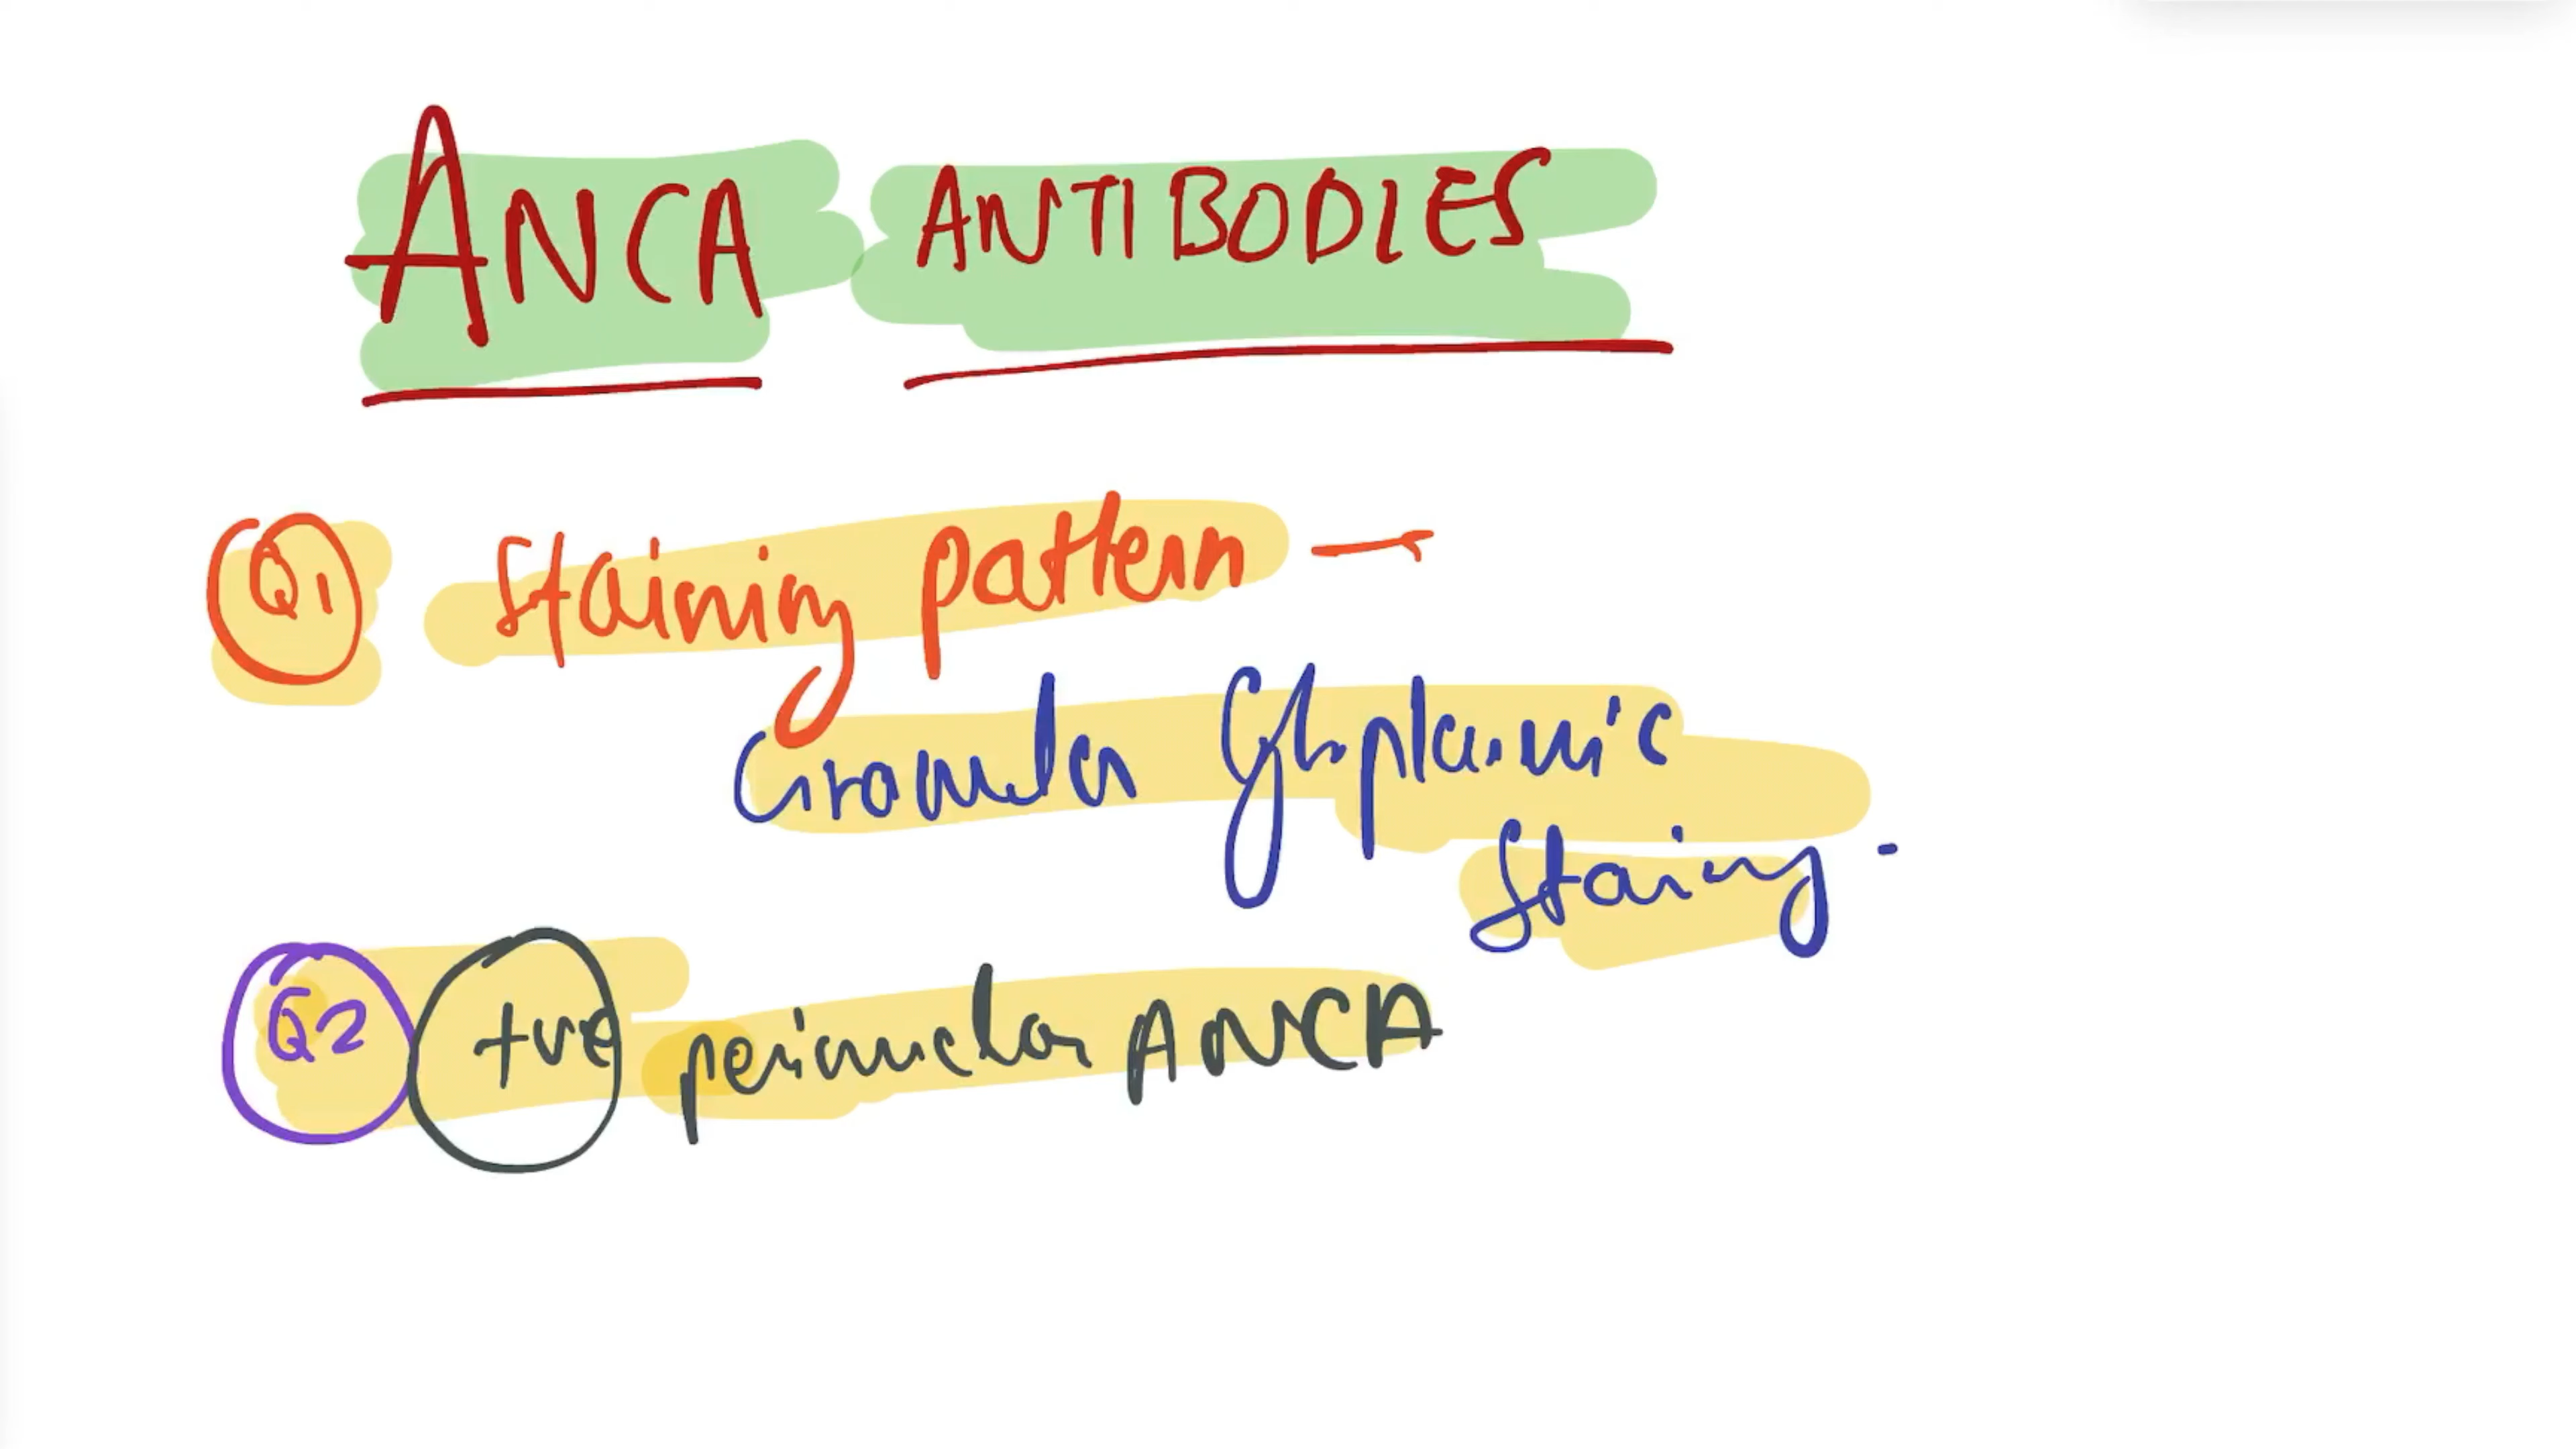 ANCA ANTIBODIES
Q1 Staining pattern -
Granular Cytoplasmic
Staining.
Q2 +ve perinuclear ANCA